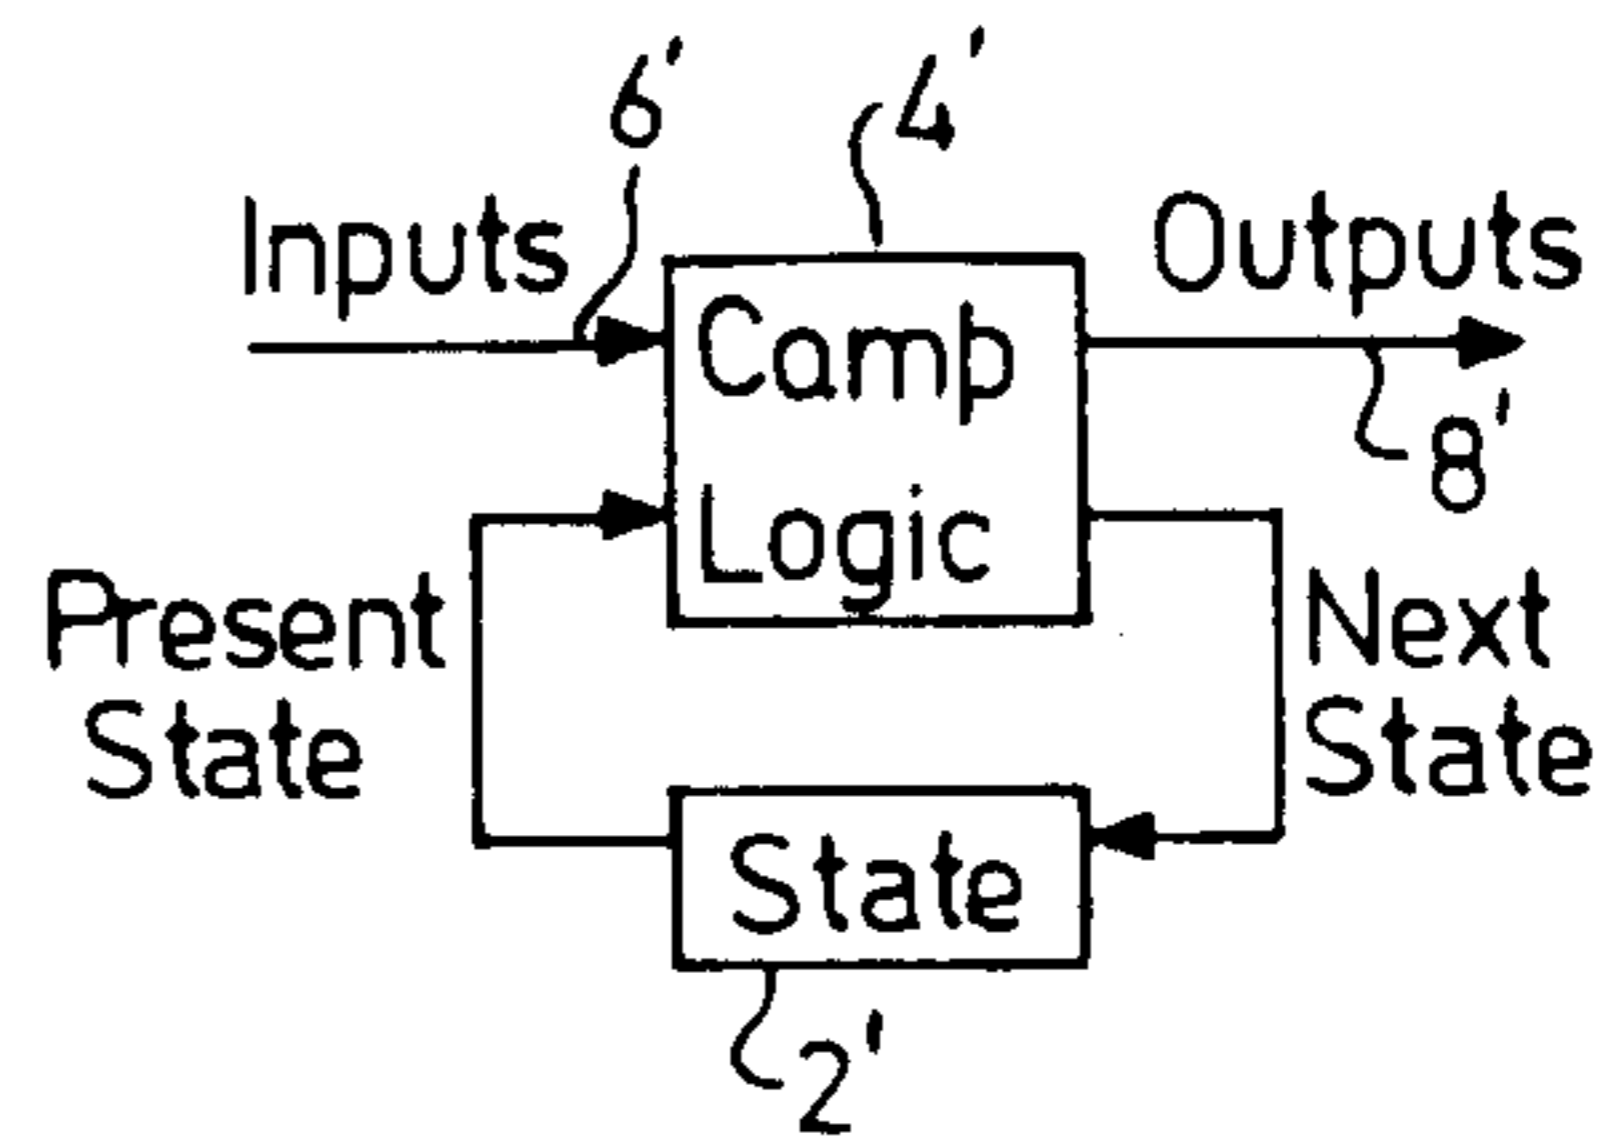 6'
4'
Inputs
Outputs
Camp
Logic
8'
Present
State
Next
State
State
2'